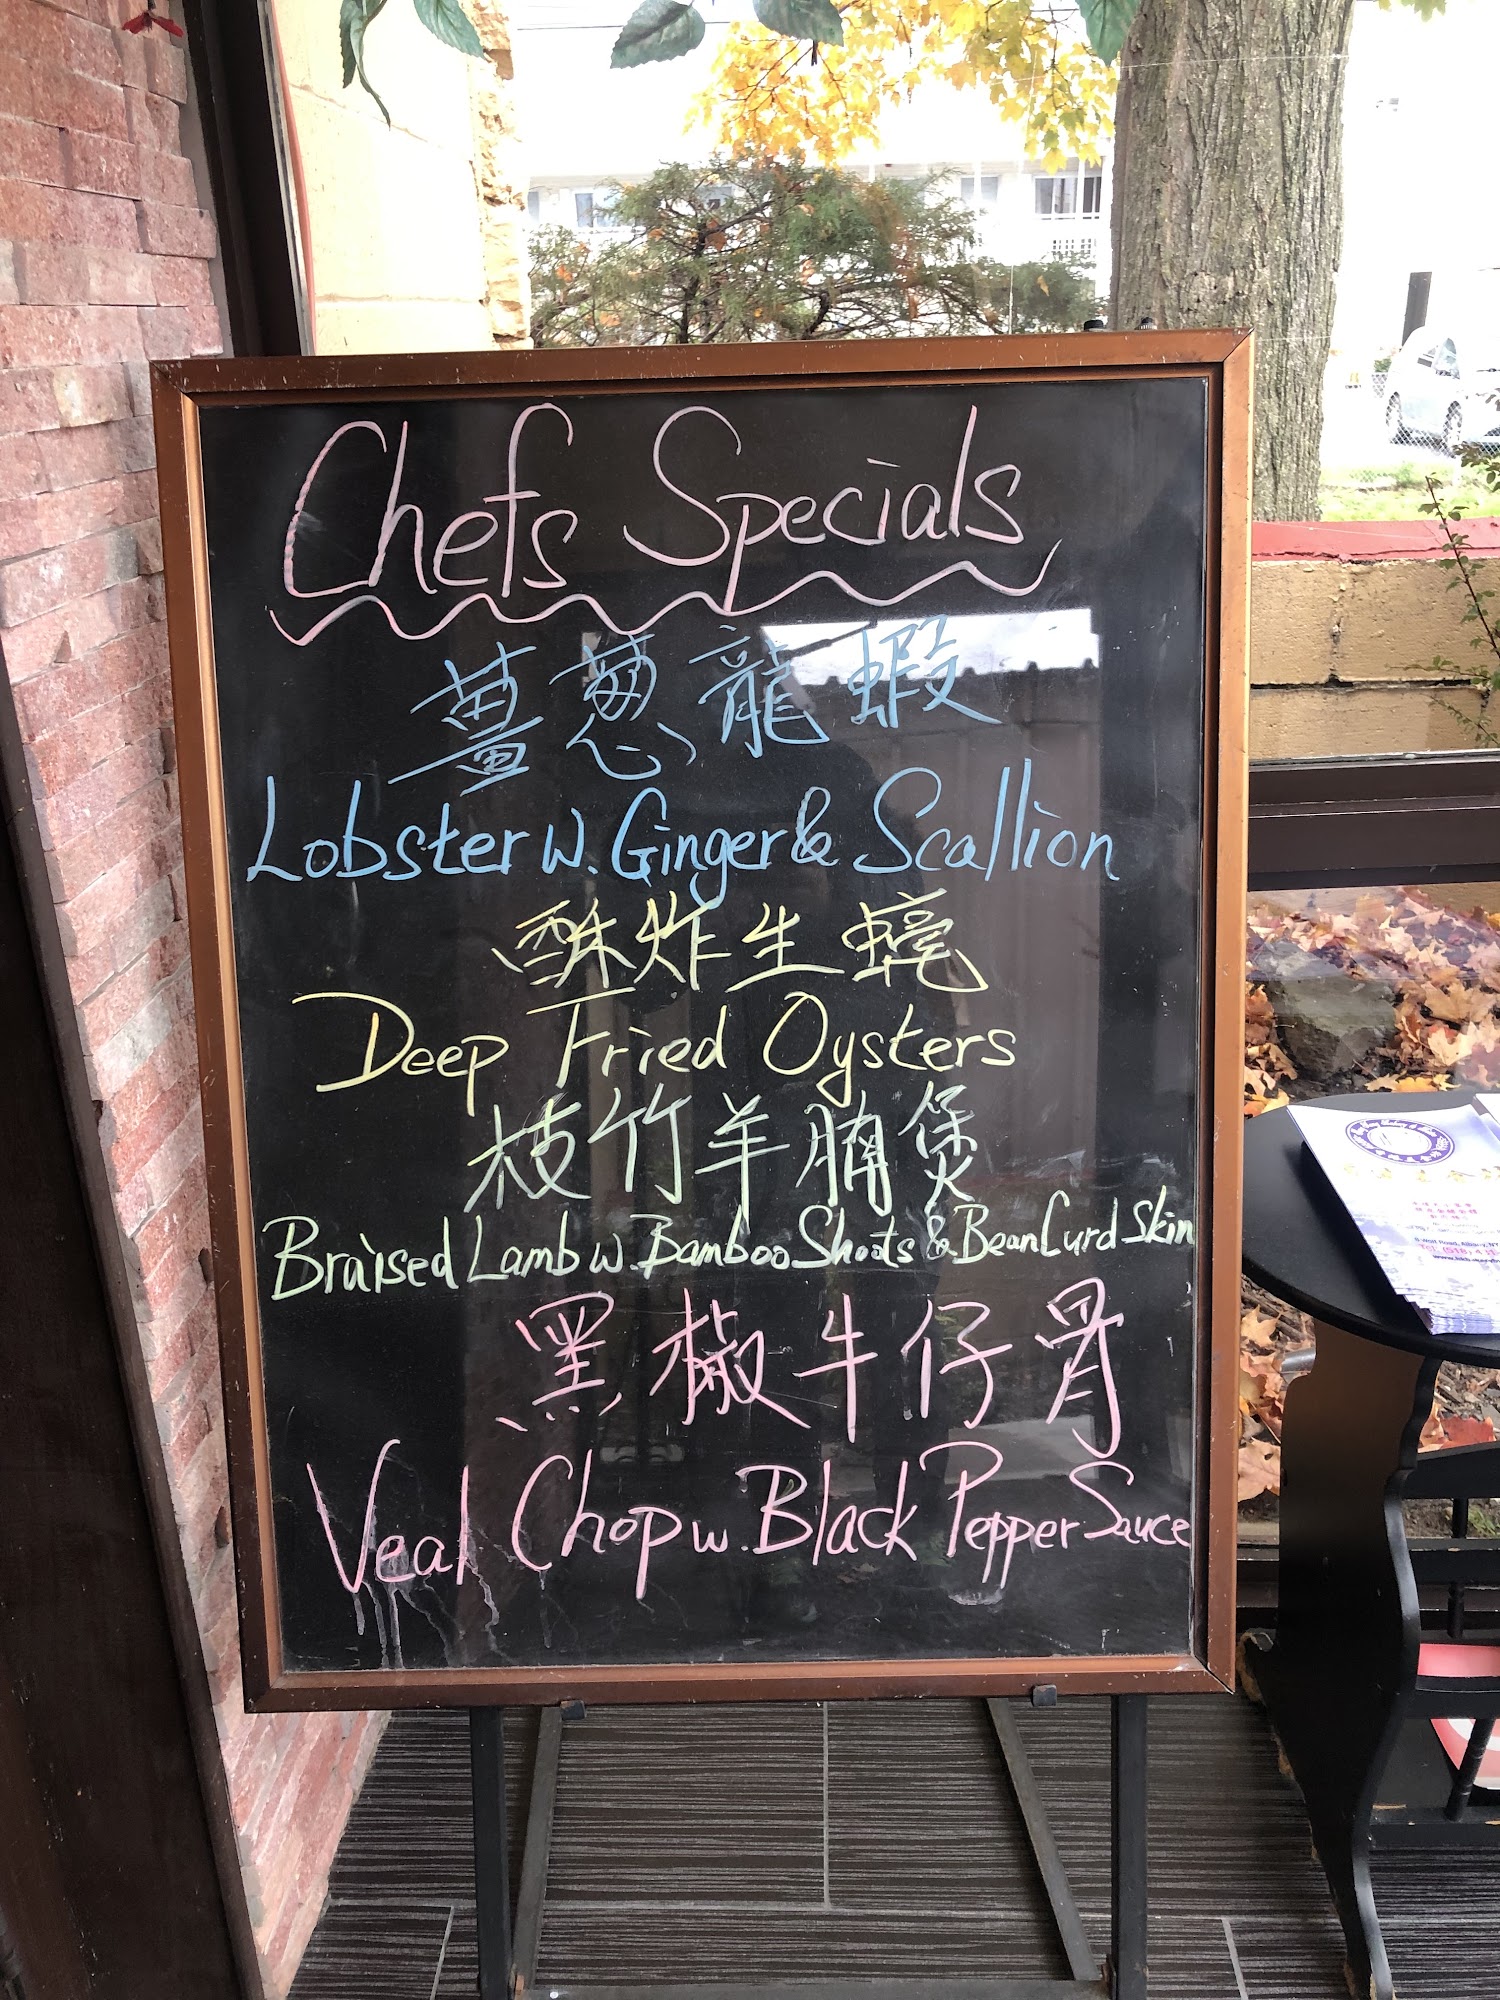 Chefs Specials
薑蔥龍蝦
Lobster w. Ginger & Scallion
酥炸生蠔
Deep Fried Oysters
枝竹羊腩煲
Braised Lamb w. Bamboo Shoots & Bean Curd Skin
黑椒牛仔骨
Veal Chop w. Black Pepper Sauce